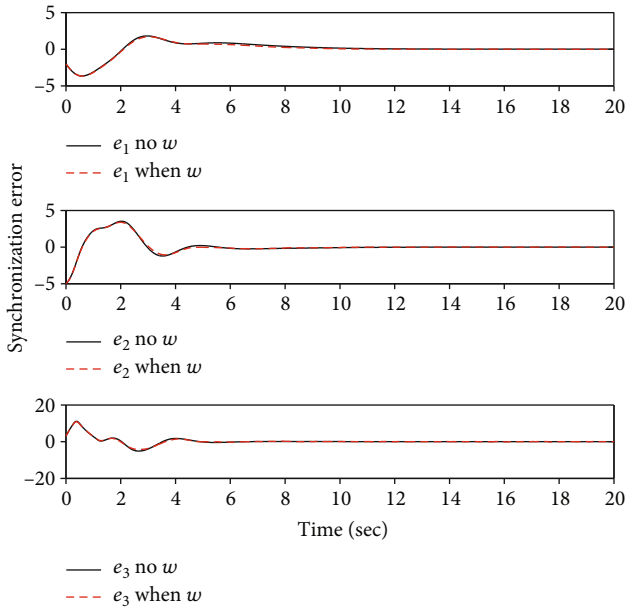 Synchronization error
5
0
−5
0 2 4 6 8 10 12 14 16 18 20
e₁ no w
e₁ when w
5
0
−5
0 2 4 6 8 10 12 14 16 18 20
e₂ no w
e₂ when w
20
0
−20
0 2 4 6 8 10 12 14 16 18 20
Time (sec)
e₃ no w
e₃ when w